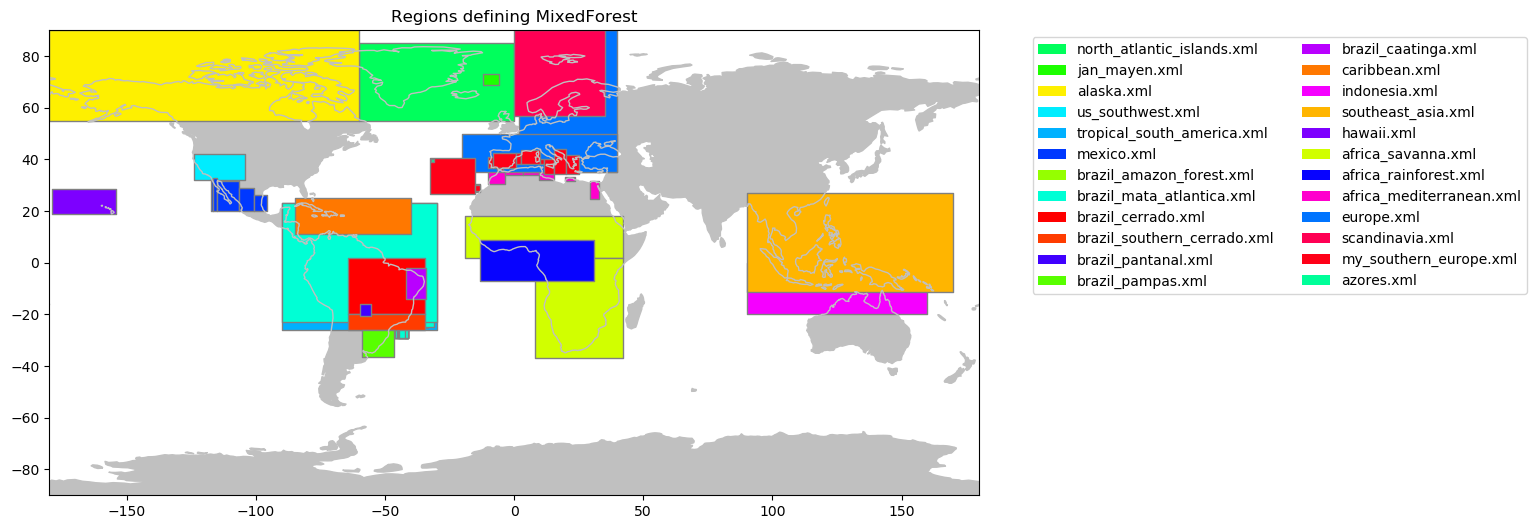 Regions defining MixedForest
80
60
40
20
0
−20
−40
−60
−80
−150
−100
−50
0
50
100
150
north_atlantic_islands.xml
jan_mayen.xml
alaska.xml
us_southwest.xml
tropical_south_america.xml
mexico.xml
brazil_amazon_forest.xml
brazil_mata_atlantica.xml
brazil_cerrado.xml
brazil_southern_cerrado.xml
brazil_pantanal.xml
brazil_pampas.xml
brazil_caatinga.xml
caribbean.xml
indonesia.xml
southeast_asia.xml
hawaii.xml
africa_savanna.xml
africa_rainforest.xml
africa_mediterranean.xml
europe.xml
scandinavia.xml
my_southern_europe.xml
azores.xml